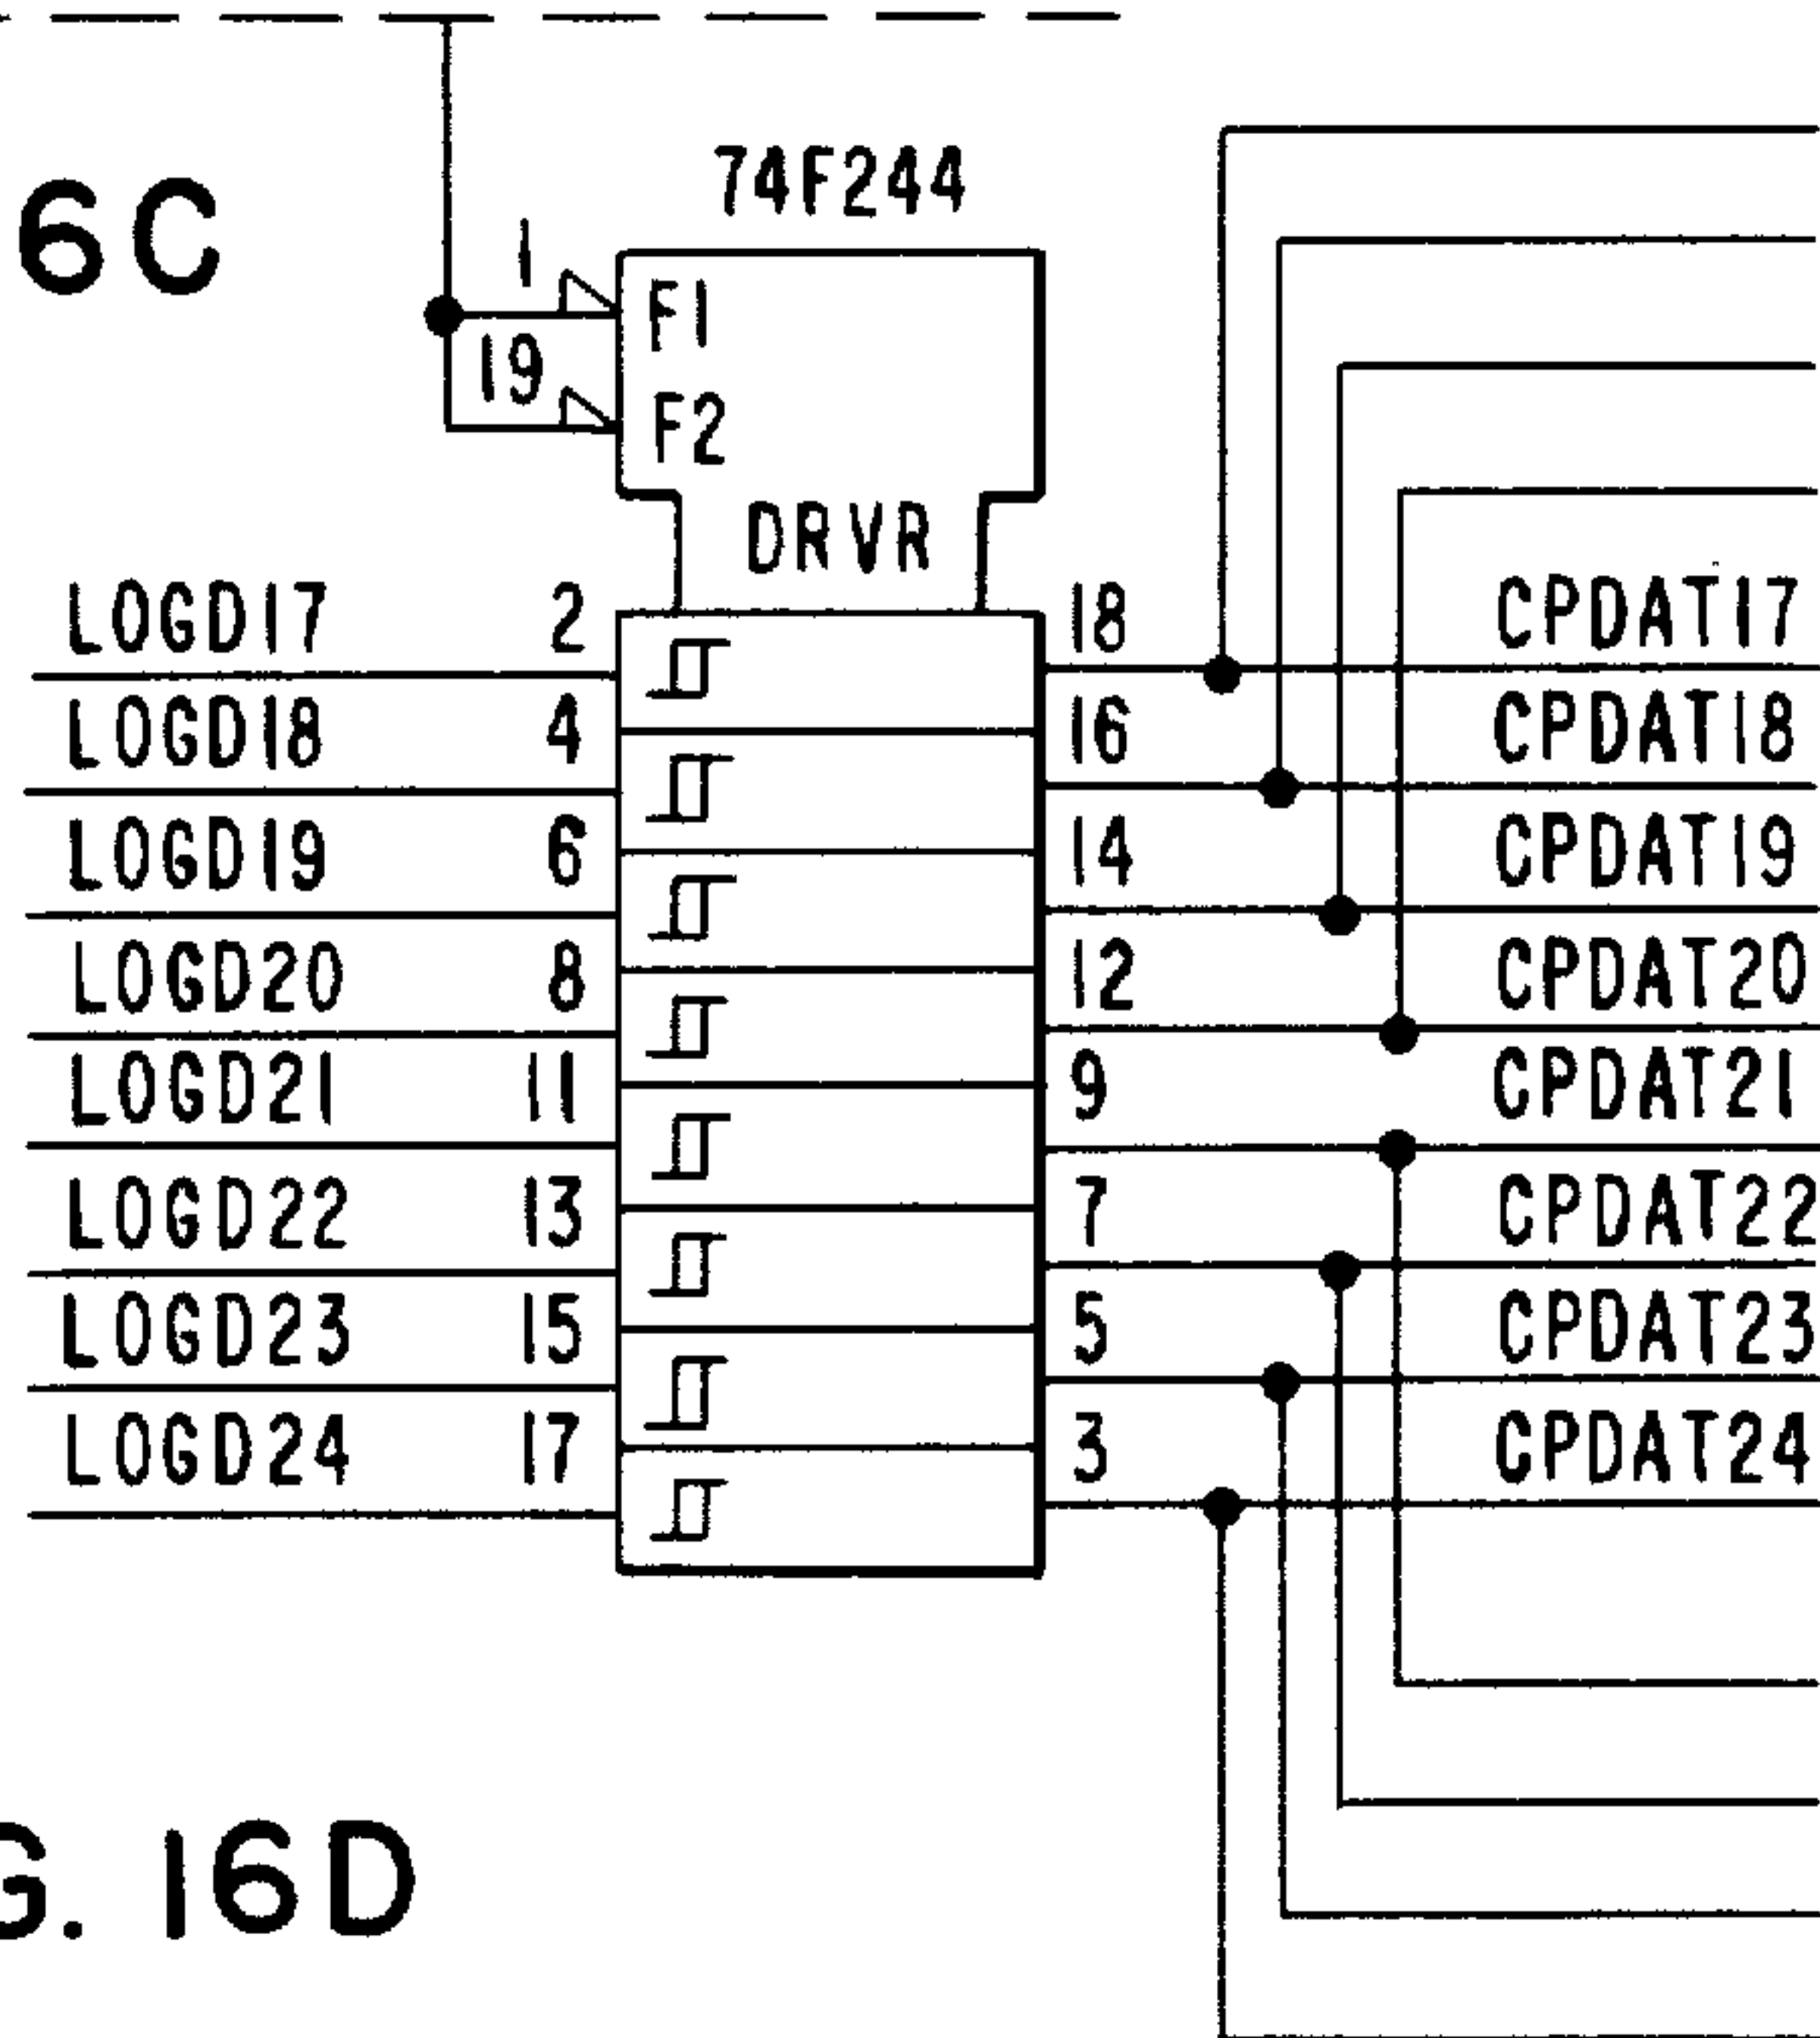 74F244
6C
1
F1
19
F2
DRVR
LOGD17 2 18 CPDAT17
LOGD18 4 16 CPDAT18
LOGD19 6 14 CPDAT19
LOGD20 8 12 CPDAT20
LOGD21 11 9 CPDAT21
LOGD22 13 7 CPDAT22
LOGD23 15 5 CPDAT23
LOGD24 17 3 CPDAT24
G. 16D